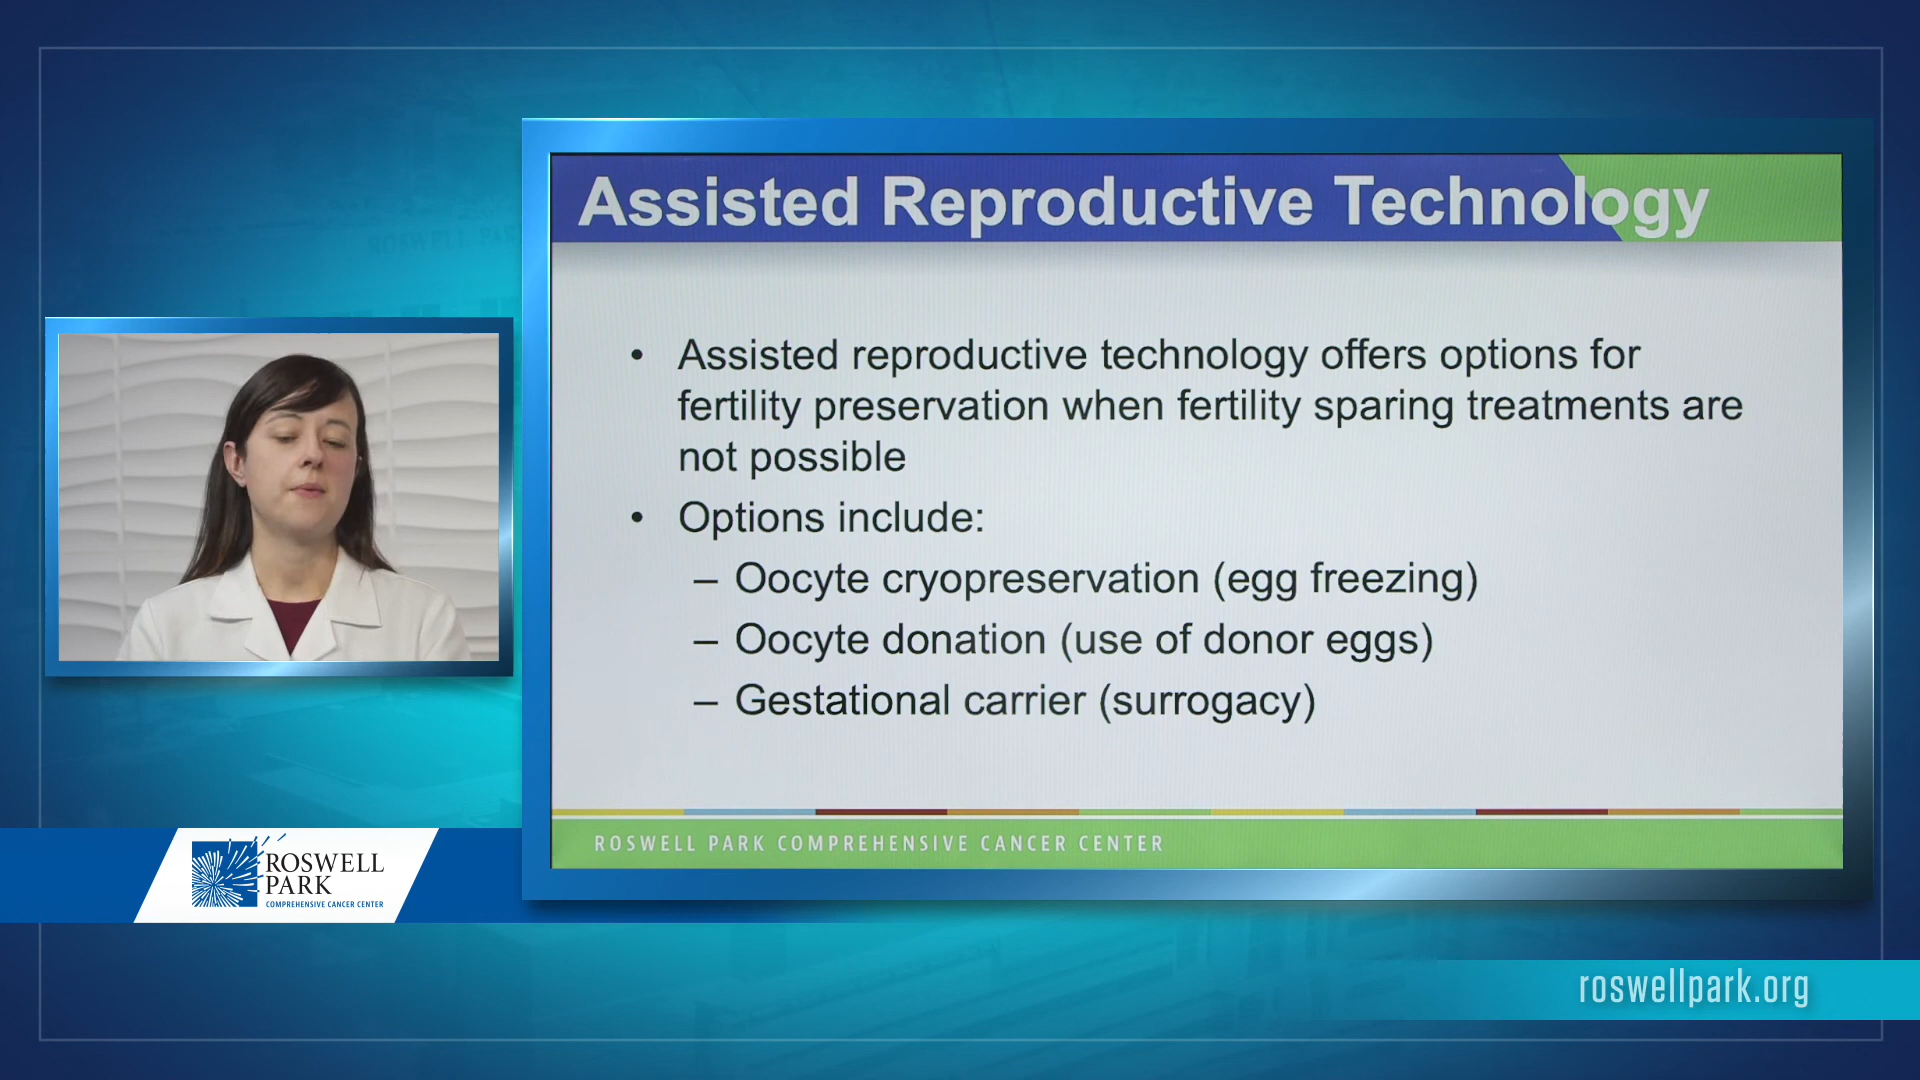 Assisted Reproductive Technology
• Assisted reproductive technology offers options for
fertility preservation when fertility sparing treatments are
not possible
• Options include:
– Oocyte cryopreservation (egg freezing)
– Oocyte donation (use of donor eggs)
– Gestational carrier (surrogacy)
ROSWELL PARK COMPREHENSIVE CANCER CENTER
ROSWELL
PARK
COMPREHENSIVE CANCER CENTER
roswellpark.org